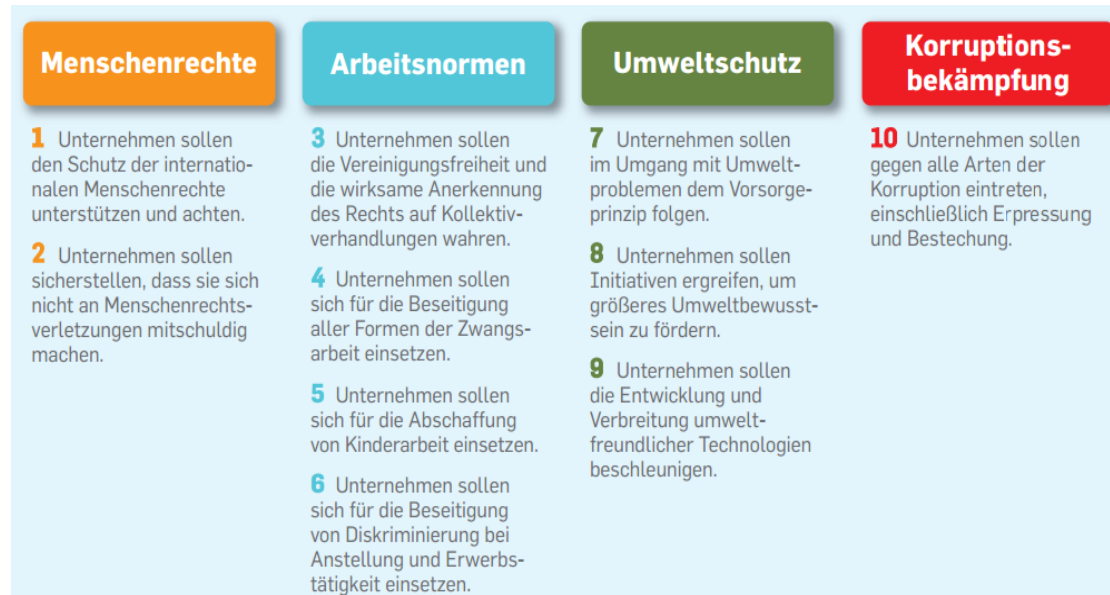 Menschenrechte
1 Unternehmen sollen
den Schutz der internatio-
nalen Menschenrechte
unterstützen und achten.
2 Unternehmen sollen
sicherstellen, dass sie sich
nicht an Menschenrechts-
verletzungen mitschuldig
machen.
Arbeitsnormen
3 Unternehmen sollen
die Vereinigungsfreiheit und
die wirksame Anerkennung
des Rechts auf Kollektiv-
verhandlungen wahren.
4 Unternehmen sollen
sich für die Beseitigung
aller Formen der Zwangs-
arbeit einsetzen.
5 Unternehmen sollen
sich für die Abschaffung
von Kinderarbeit einsetzen.
6 Unternehmen sollen
sich für die Beseitigung
von Diskriminierung bei
Anstellung und Erwerbs-
tätigkeit einsetzen.
Umweltschutz
7 Unternehmen sollen
im Umgang mit Umwelt-
problemen dem Vorsorge-
prinzip folgen.
8 Unternehmen sollen
Initiativen ergreifen, um
größeres Umweltbewusst-
sein zu fördern.
9 Unternehmen sollen
die Entwicklung und
Verbreitung umwelt-
freundlicher Technologien
beschleunigen.
Korruptions-
bekämpfung
10 Unternehmen sollen
gegen alle Arten der
Korruption eintreten,
einschließlich Erpressung
und Bestechung.